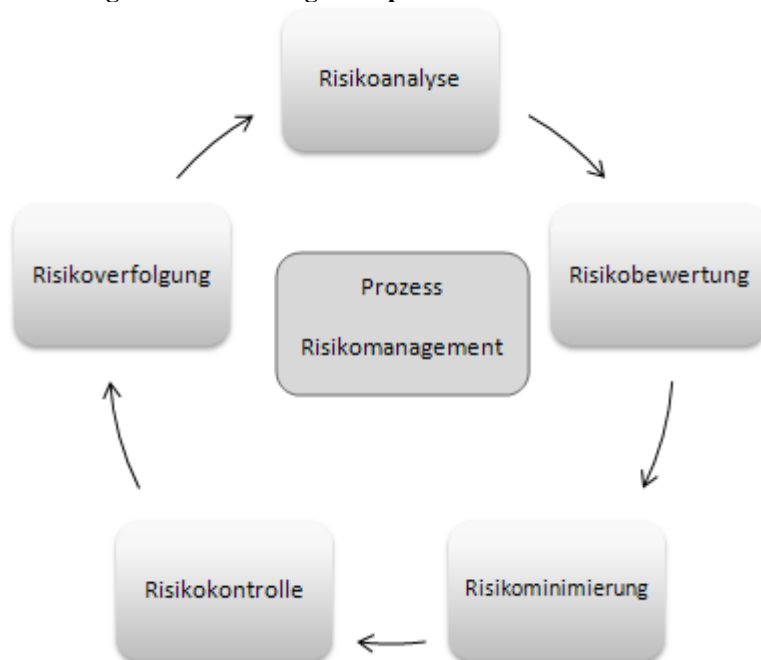 Risikoanalyse
Risikobewertung
Risikominimierung
Risikokontrolle
Risikoverfolgung
Prozess
Risikomanagement